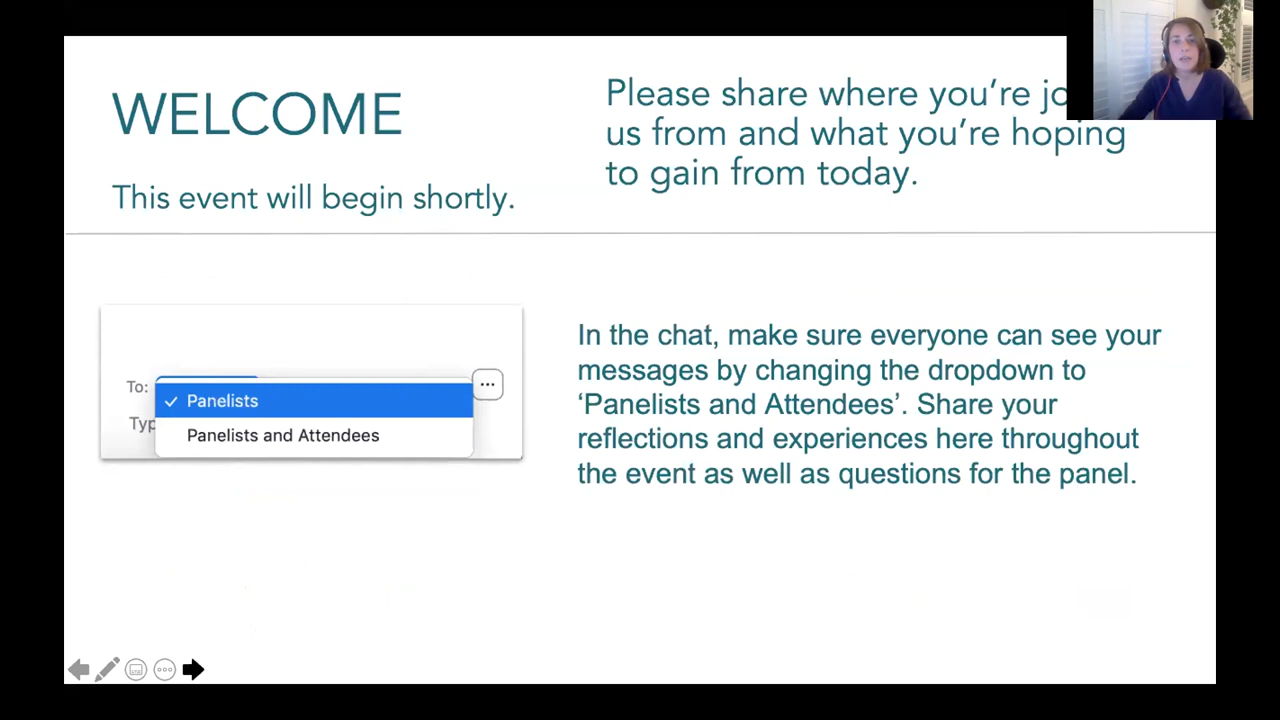 WELCOME
This event will begin shortly.
Please share where you’re jo
us from and what you’re hoping
to gain from today.
To:
Panelists
Typ
Panelists and Attendees
In the chat, make sure everyone can see your
messages by changing the dropdown to
‘Panelists and Attendees’. Share your
reflections and experiences here throughout
the event as well as questions for the panel.